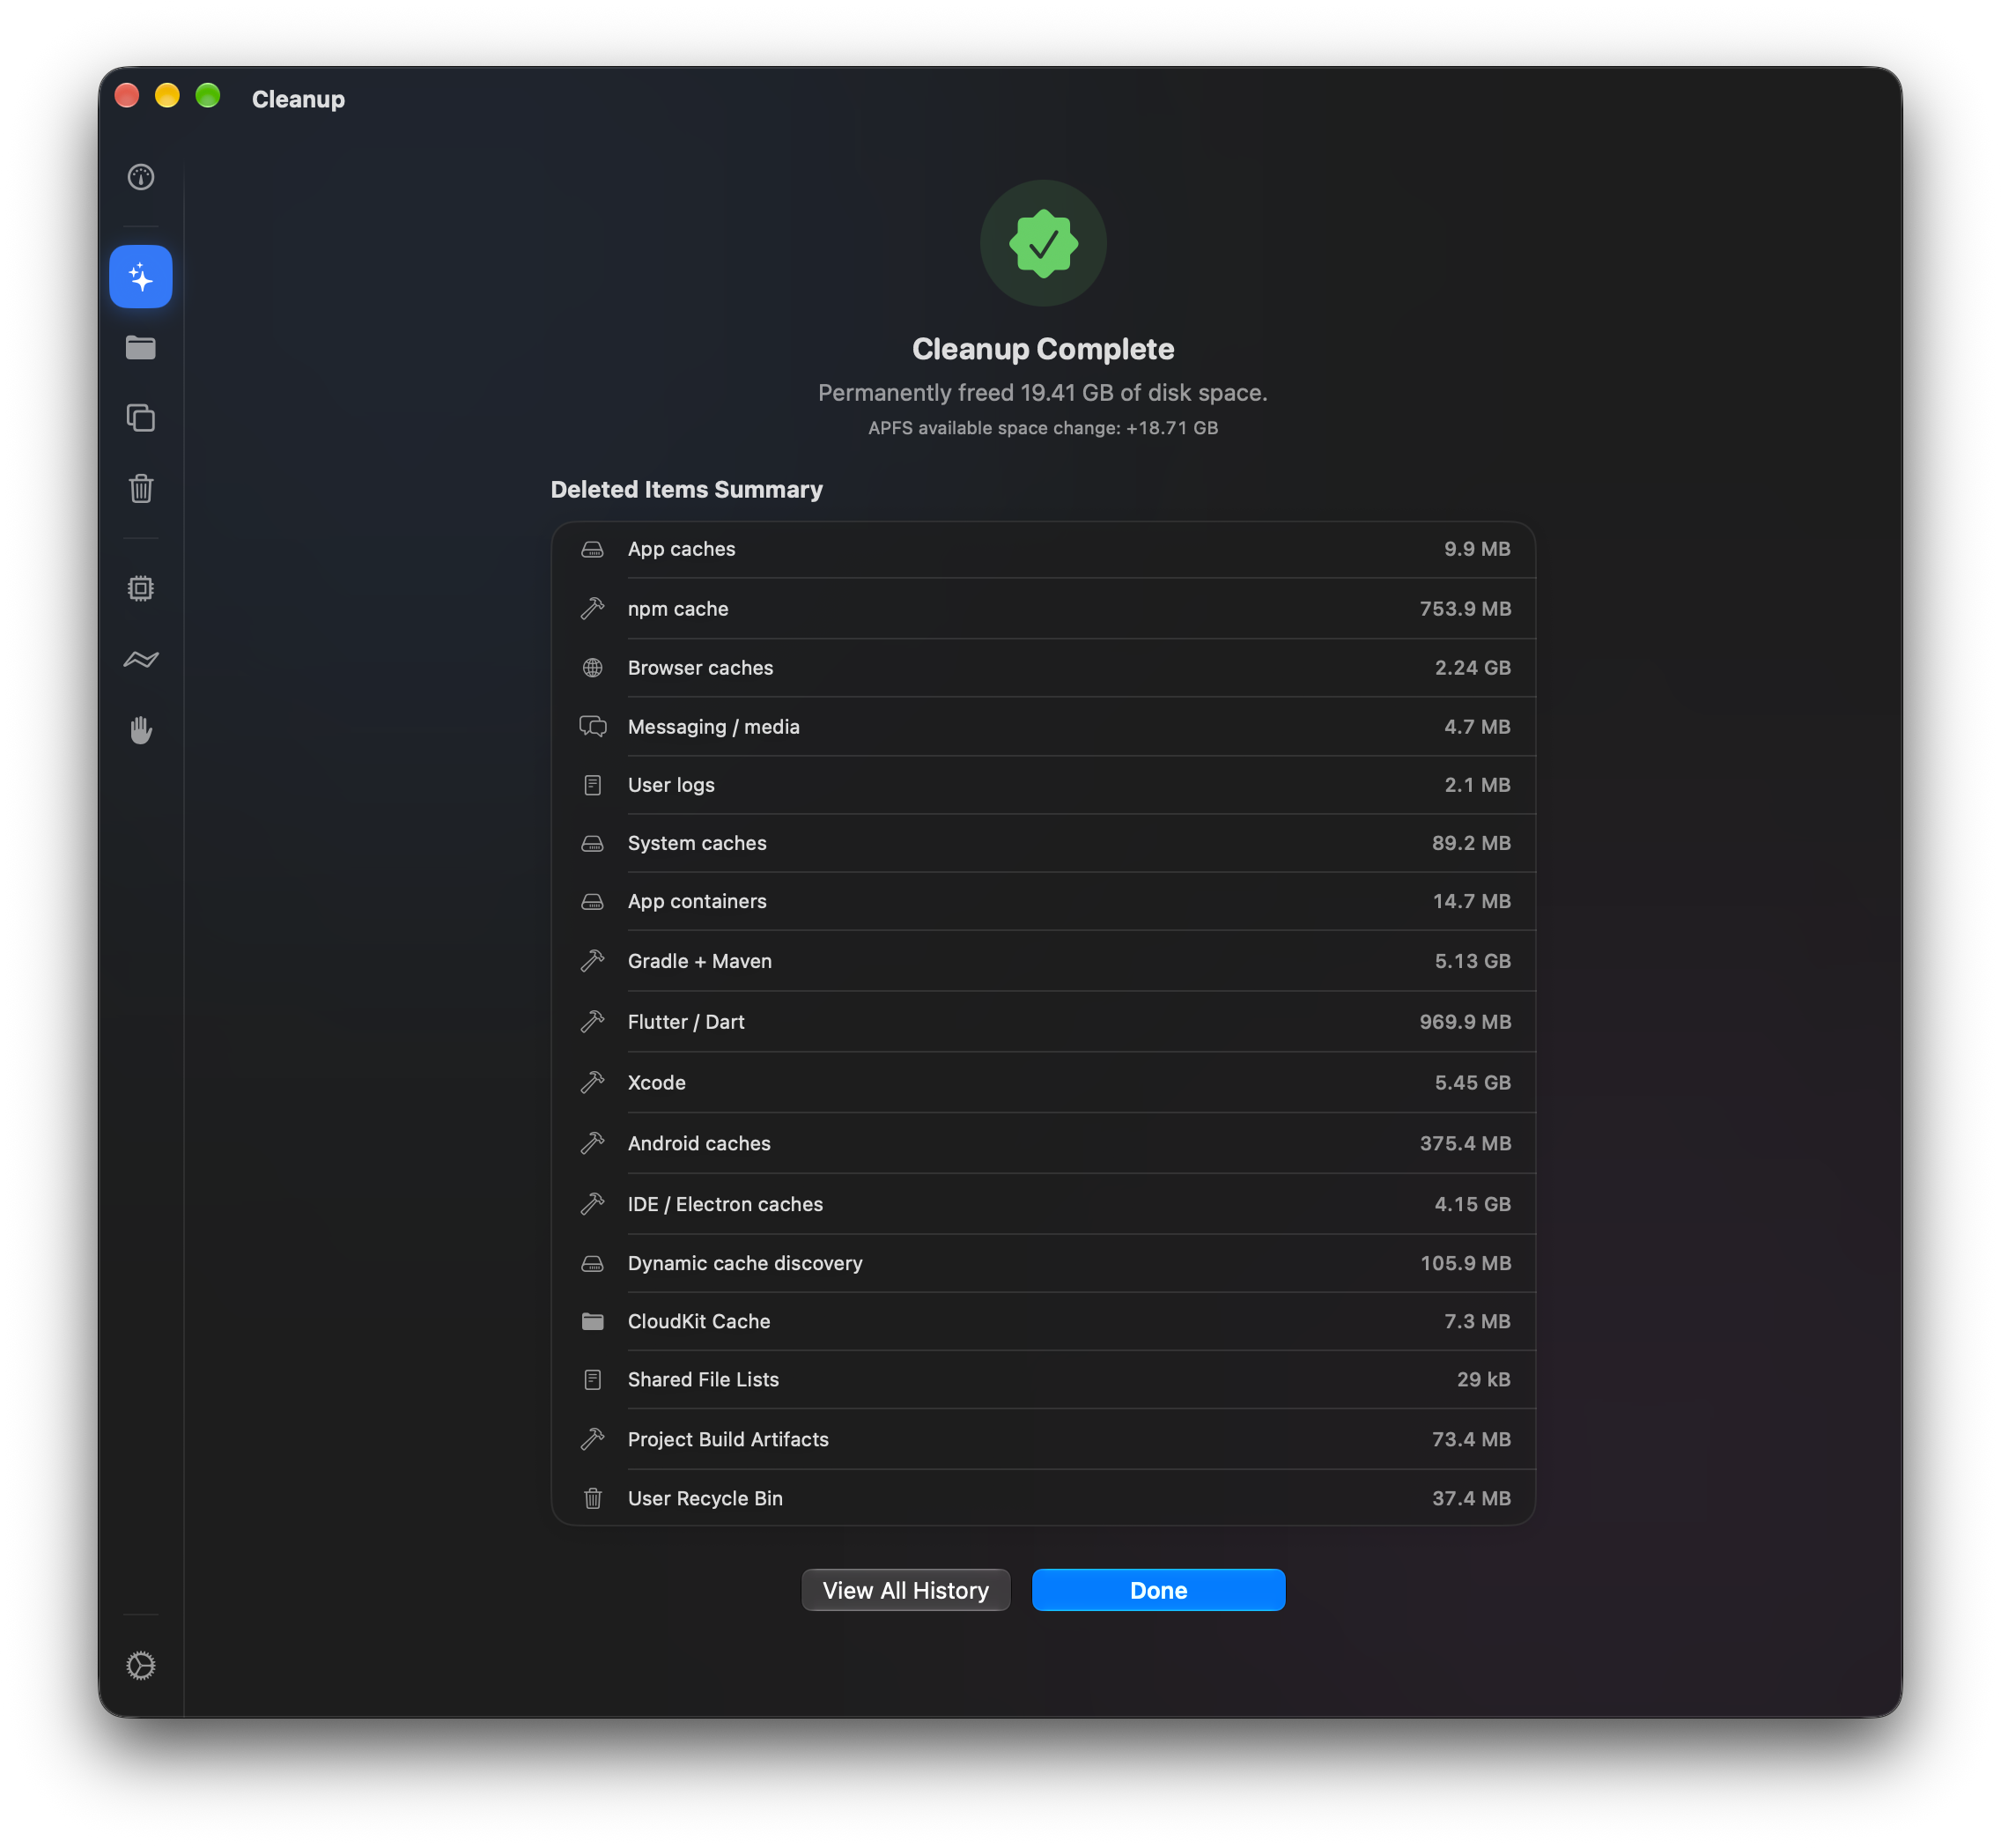 Cleanup
Cleanup Complete
Permanently freed 19.41 GB of disk space.
APFS available space change: +18.71 GB
Deleted Items Summary
App caches 9.9 MB
npm cache 753.9 MB
Browser caches 2.24 GB
Messaging / media 4.7 MB
User logs 2.1 MB
System caches 89.2 MB
App containers 14.7 MB
Gradle + Maven 5.13 GB
Flutter / Dart 969.9 MB
Xcode 5.45 GB
Android caches 375.4 MB
IDE / Electron caches 4.15 GB
Dynamic cache discovery 105.9 MB
CloudKit Cache 7.3 MB
Shared File Lists 29 kB
Project Build Artifacts 73.4 MB
User Recycle Bin 37.4 MB
View All History Done